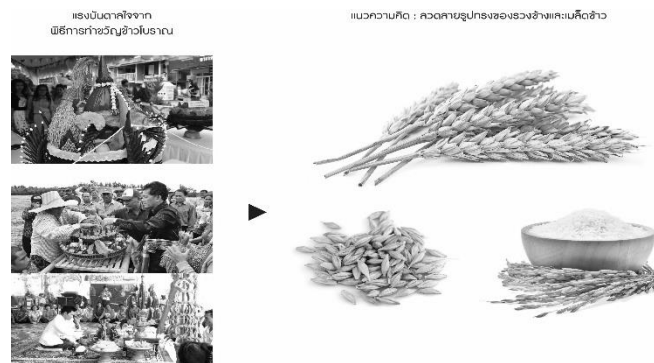 แรงบันดาลใจจาก
พิธีการทำขวัญข้าวโบราณ
แนวความคิด : ลวดลายรูปทรงของรวงข้างและเมล็ดข้าว